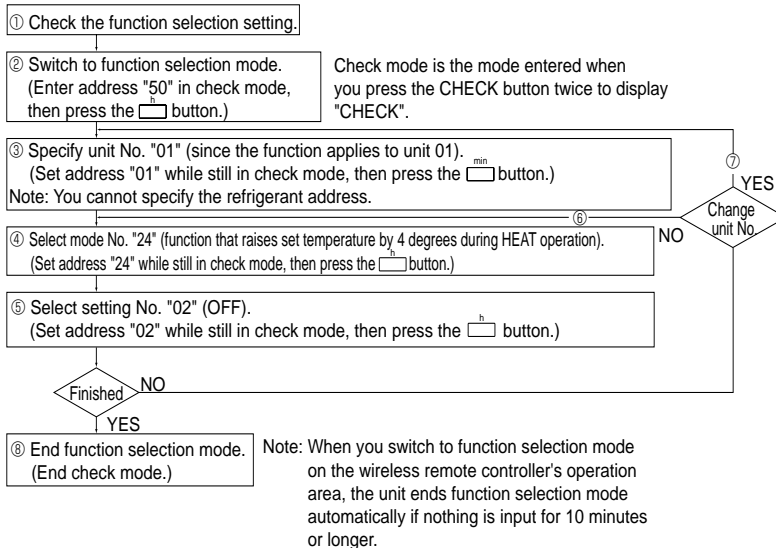 ① Check the function selection setting.
② Switch to function selection mode.
(Enter address "50" in check mode,
then press the h button.)
Check mode is the mode entered when
you press the CHECK button twice to display
"CHECK".
③ Specify unit No. "01" (since the function applies to unit 01).
(Set address "01" while still in check mode, then press the min button.)
Note: You cannot specify the refrigerant address.
⑦
YES
Change
unit No.
⑥
NO
④ Select mode No. "24" (function that raises set temperature by 4 degrees during HEAT operation).
(Set address "24" while still in check mode, then press the h button.)
⑤ Select setting No. "02" (OFF).
(Set address "02" while still in check mode, then press the h button.)
Finished
NO
YES
⑧ End function selection mode.
(End check mode.)
Note: When you switch to function selection mode
on the wireless remote controller's operation
area, the unit ends function selection mode
automatically if nothing is input for 10 minutes
or longer.